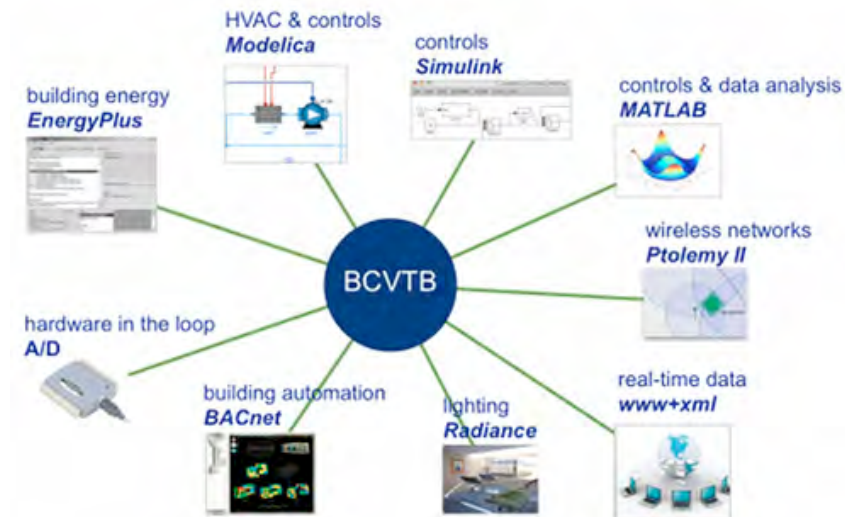 HVAC & controls
Modelica
controls
Simulink
controls & data analysis
MATLAB
building energy
EnergyPlus
wireless networks
Ptolemy II
BCVTB
hardware in the loop
A/D
building automation
BACnet
lighting
Radiance
real-time data
www+xml